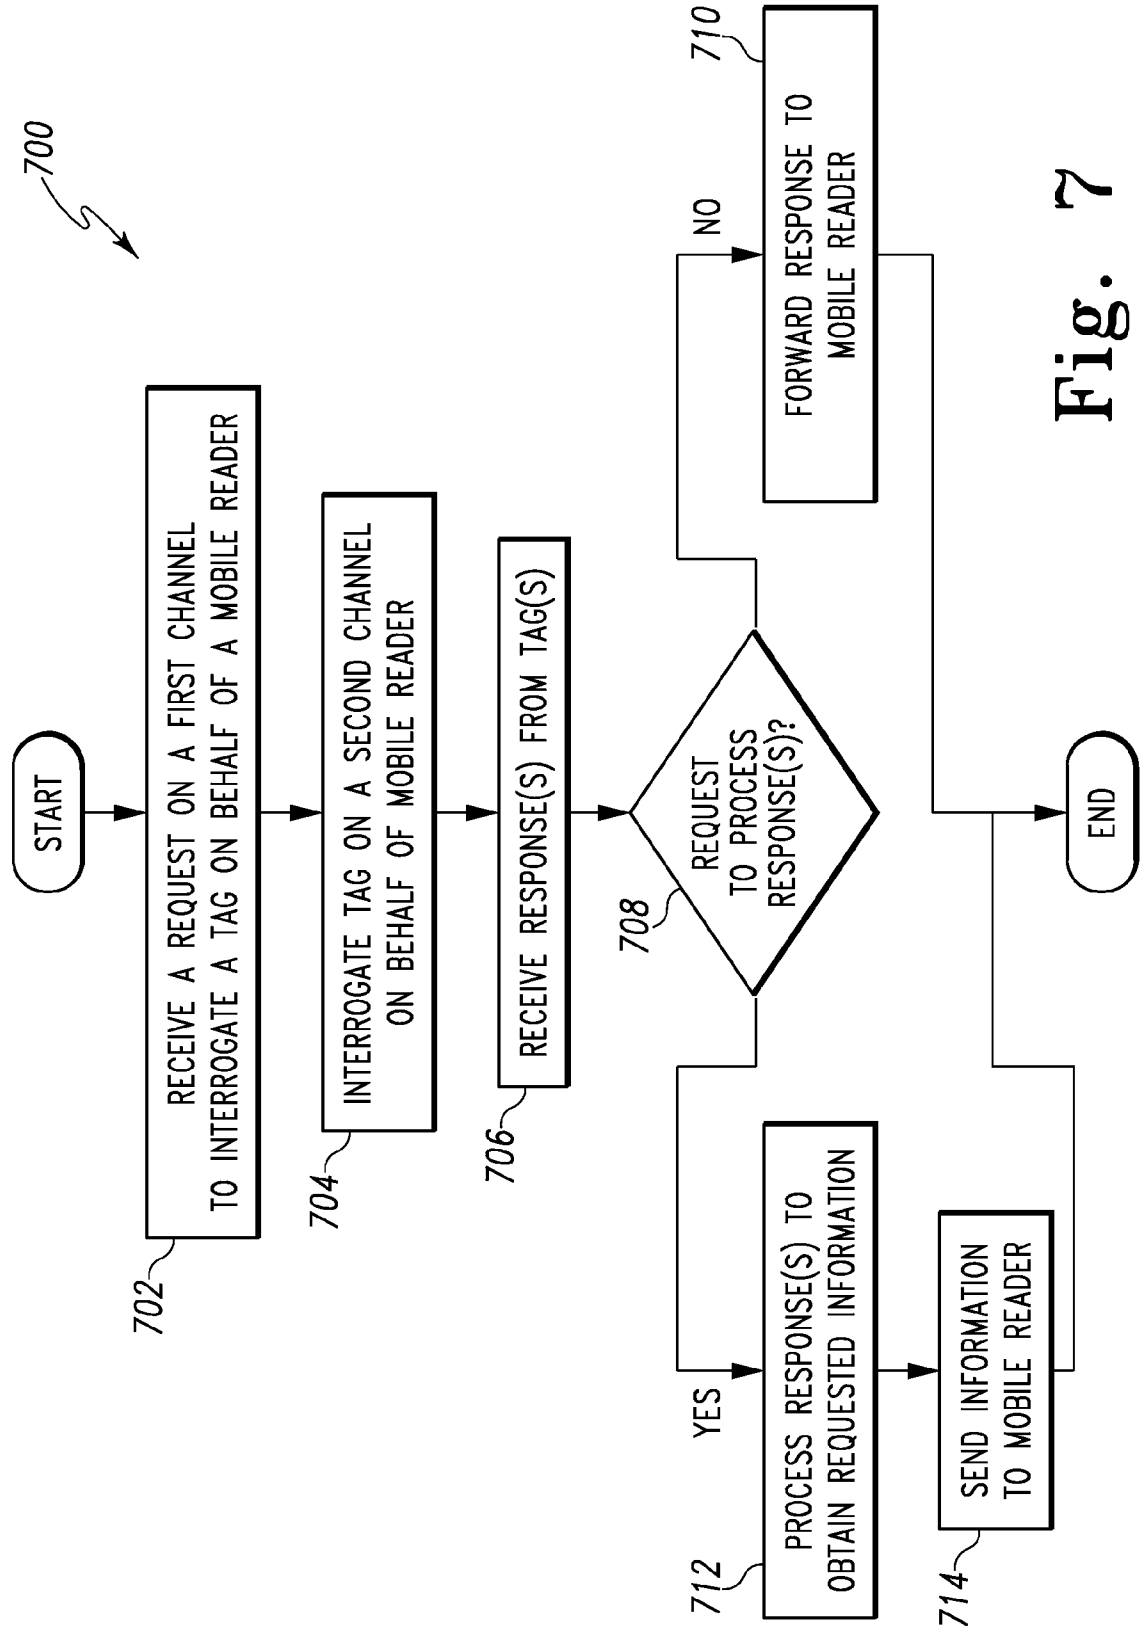 700
START
RECEIVE A REQUEST ON A FIRST CHANNEL
TO INTERROGATE A TAG ON BEHALF OF A MOBILE READER
702
INTERROGATE TAG ON A SECOND CHANNEL
ON BEHALF OF MOBILE READER
704
RECEIVE RESPONSE(S) FROM TAG(S)
706
REQUEST
TO PROCESS
RESPONSE(S)?
708
YES
NO
PROCESS RESPONSE(S) TO
OBTAIN REQUESTED INFORMATION
712
FORWARD RESPONSE TO
MOBILE READER
710
SEND INFORMATION
TO MOBILE READER
714
END
Fig. 7